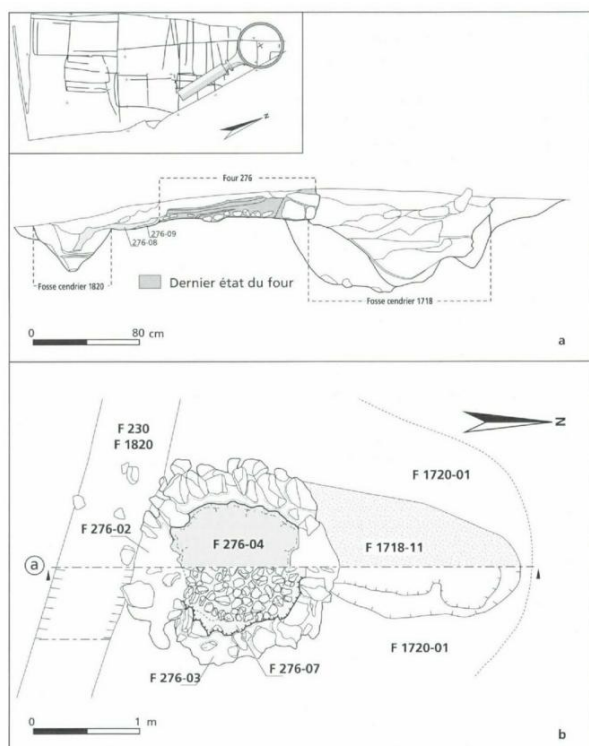 N
Four 276
276-09
276-08
Fosse cendrier 1820
Dernier état du four
Fosse cendrier 1718
0 80 cm
a
F 230
F 1820
N
F 1720-01
F 276-02
F 276-04
F 1718-11
a
F 1720-01
F 276-03
F 276-07
0 1 m
b